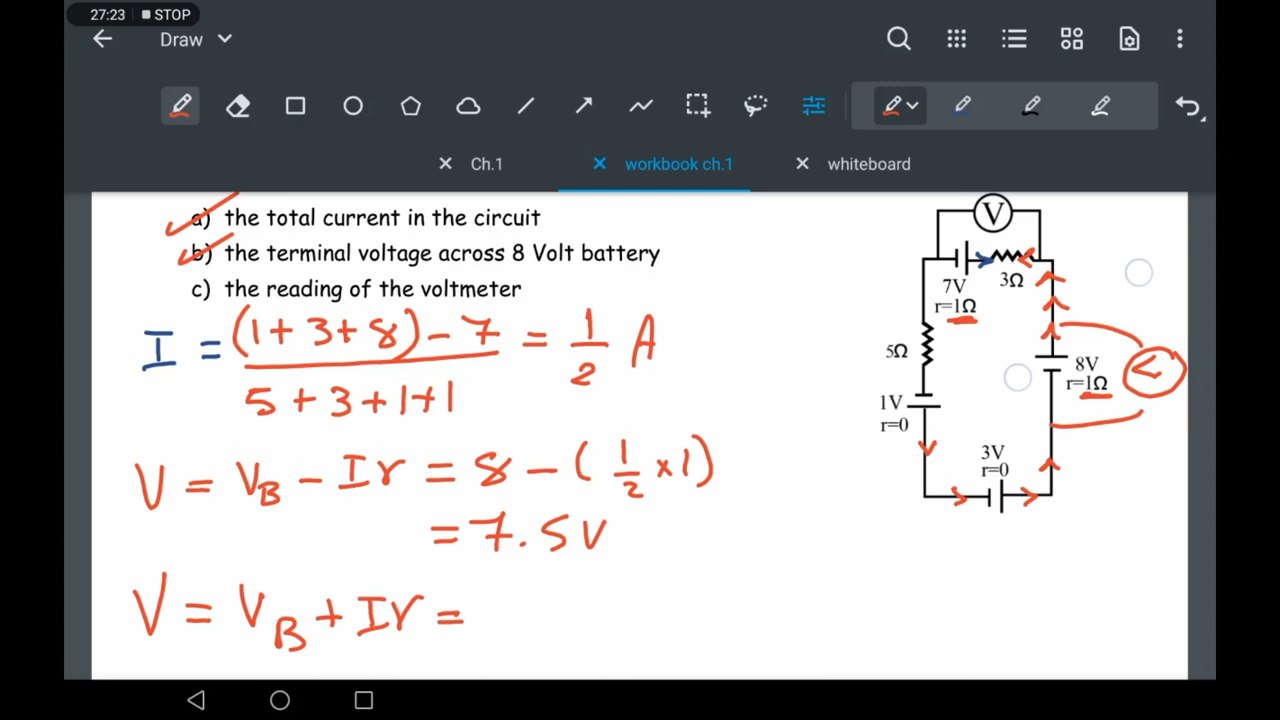 27:23 STOP
Draw
Ch.1
workbook ch.1
whiteboard
a) the total current in the circuit
b) the terminal voltage across 8 Volt battery
c) the reading of the voltmeter
I = (1+3+8) - 7 / 5+3+1+1 = 1/2 A
V = VB - Ir = 8 - (1/2 × 1)
= 7.5V
V = VB + Ir =
V
7V
r=1Ω
3Ω
5Ω
8V
r=1Ω
1V
r=0
3V
r=0